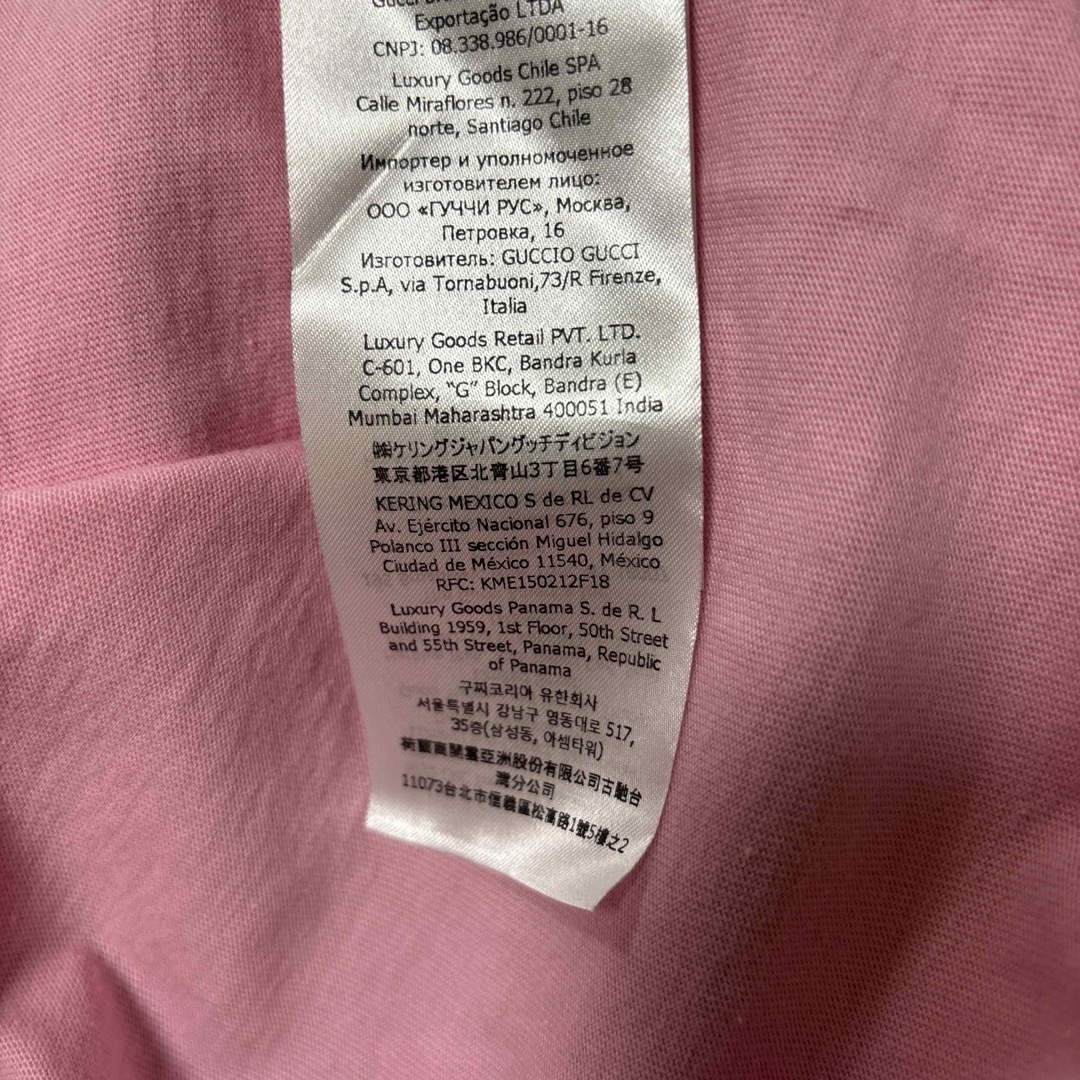 Exportação LTDA
CNPJ: 08.338.986/0001-16
Luxury Goods Chile SPA
Calle Miraflores n. 222, piso 28
norte, Santiago Chile
Импортер и уполномоченное
изготовителем лицо:
ООО «ГУЧЧИ РУС», Москва,
Петровка, 16
Изготовитель: GUCCIO GUCCI
S.p.A, via Tornabuoni,73/R Firenze,
Italia
Luxury Goods Retail PVT. LTD.
C-601, One BKC, Bandra Kurla
Complex, “G” Block, Bandra (E)
Mumbai Maharashtra 400051 India
㈱ケリングジャパングッチディビジョン
東京都港区北青山3丁目6番7号
KERING MEXICO S de RL de CV
Av. Ejército Nacional 676, piso 9
Polanco III sección Miguel Hidalgo
Ciudad de México 11540, México
RFC: KME150212F18
Luxury Goods Panama S. de R. L
Building 1959, 1st Floor, 50th Street
and 55th Street, Panama, Republic
of Panama
구찌코리아 유한회사
서울특별시 강남구 영동대로 517,
35층(삼성동, 아셈타워)
荷蘭商開雲亞洲股份有限公司古馳台
灣分公司
11073台北市信義區松高路1號5樓之2